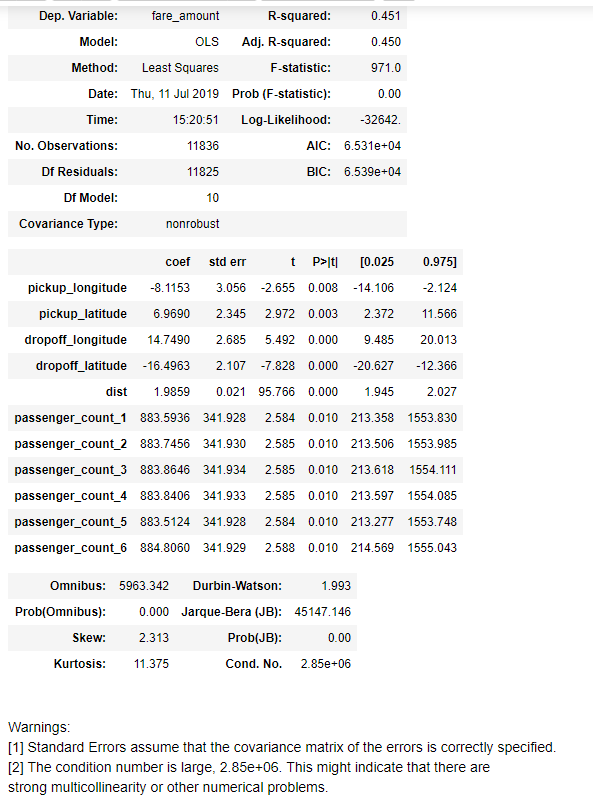 Dep. Variable: fare_amount R-squared: 0.451
Model: OLS Adj. R-squared: 0.450
Method: Least Squares F-statistic: 971.0
Date: Thu, 11 Jul 2019 Prob (F-statistic): 0.00
Time: 15:20:51 Log-Likelihood: -32642.
No. Observations: 11836 AIC: 6.531e+04
Df Residuals: 11825 BIC: 6.539e+04
Df Model: 10
Covariance Type: nonrobust
coef std err t P>|t| [0.025 0.975]
pickup_longitude -8.1153 3.056 -2.655 0.008 -14.106 -2.124
pickup_latitude 6.9690 2.345 2.972 0.003 2.372 11.566
dropoff_longitude 14.7490 2.685 5.492 0.000 9.485 20.013
dropoff_latitude -16.4963 2.107 -7.828 0.000 -20.627 -12.366
dist 1.9859 0.021 95.766 0.000 1.945 2.027
passenger_count_1 883.5936 341.928 2.584 0.010 213.358 1553.830
passenger_count_2 883.7456 341.930 2.585 0.010 213.506 1553.985
passenger_count_3 883.8646 341.934 2.585 0.010 213.618 1554.111
passenger_count_4 883.8406 341.933 2.585 0.010 213.597 1554.085
passenger_count_5 883.5124 341.928 2.584 0.010 213.277 1553.748
passenger_count_6 884.8060 341.929 2.588 0.010 214.569 1555.043
Omnibus: 5963.342 Durbin-Watson: 1.993
Prob(Omnibus): 0.000 Jarque-Bera (JB): 45147.146
Skew: 2.313 Prob(JB): 0.00
Kurtosis: 11.375 Cond. No. 2.85e+06
Warnings:
[1] Standard Errors assume that the covariance matrix of the errors is correctly specified.
[2] The condition number is large, 2.85e+06. This might indicate that there are
strong multicollinearity or other numerical problems.